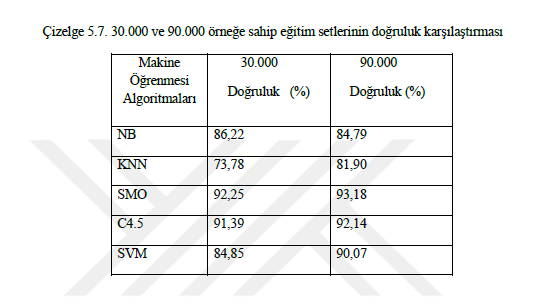 Çizelge 5.7. 30.000 ve 90.000 örneğe sahip eğitim setlerinin doğruluk karşılaştırması
Makine Öğrenmesi Algoritmaları 30.000 Doğruluk (%) 90.000 Doğruluk (%)
NB 86,22 84,79
KNN 73,78 81,90
SMO 92,25 93,18
C4.5 91,39 92,14
SVM 84,85 90,07